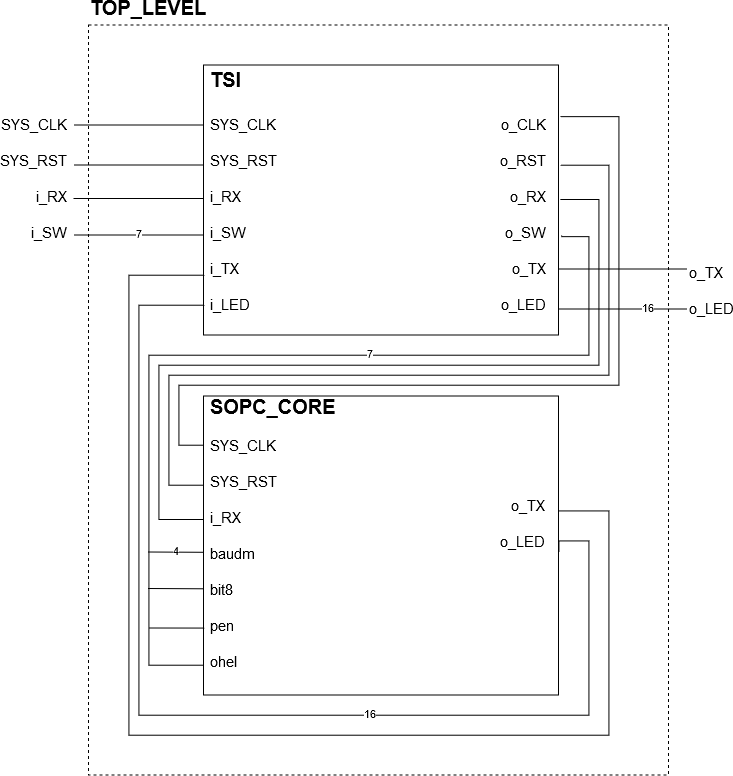 TOP_LEVEL
TSI
SYS_CLK SYS_CLK o_CLK
SYS_RST SYS_RST o_RST
i_RX i_RX o_RX
i_SW 7 i_SW o_SW
i_TX o_TX o_TX
i_LED o_LED 16 o_LED
7
SOPC_CORE
SYS_CLK
SYS_RST
i_RX o_TX
4 baudm o_LED
bit8
pen
ohel
16